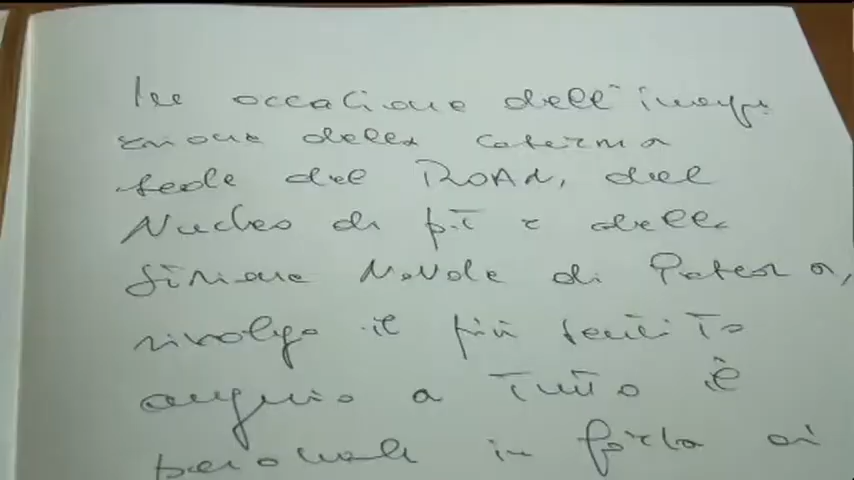 In occasione dell'inaugu
razione della caserma
sede del ROAN, del
Nucleo di p.t e della
Sezione Navale di
rivolgo il più sentito
augurio a tutto il
personale in forza ai